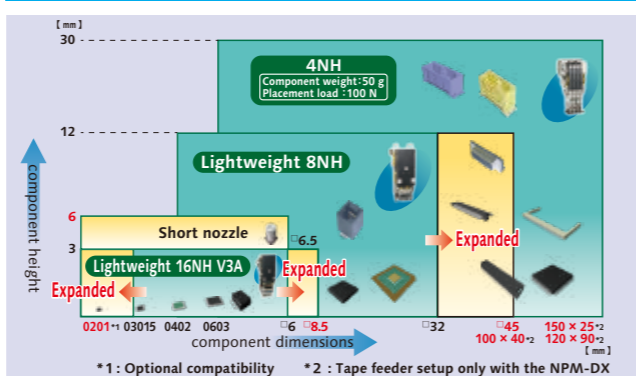 [ mm ]
30
4NH
Component weight:50 g
Placement load :100 N
12
Lightweight 8NH
component height
6
Short nozzle
□6.5
Expanded
3
Lightweight 16NH V3A
Expanded
Expanded
0201*1 03015 0402 0603 □6 □8.5 □32 □45 150 × 25*2
component dimensions 100 × 40*2 120 × 90*2
[ mm ]
*1 : Optional compatibility *2 : Tape feeder setup only with the NPM-DX